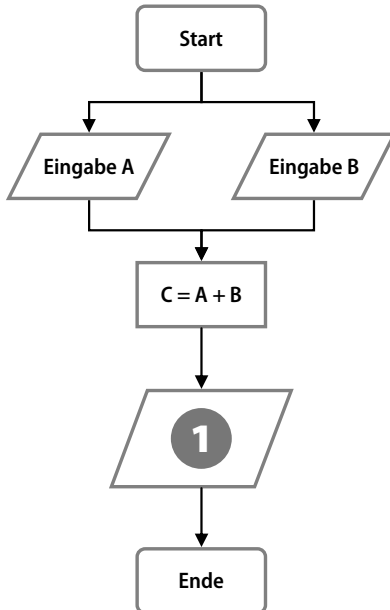 Start
Eingabe A
Eingabe B
C = A + B
1
Ende